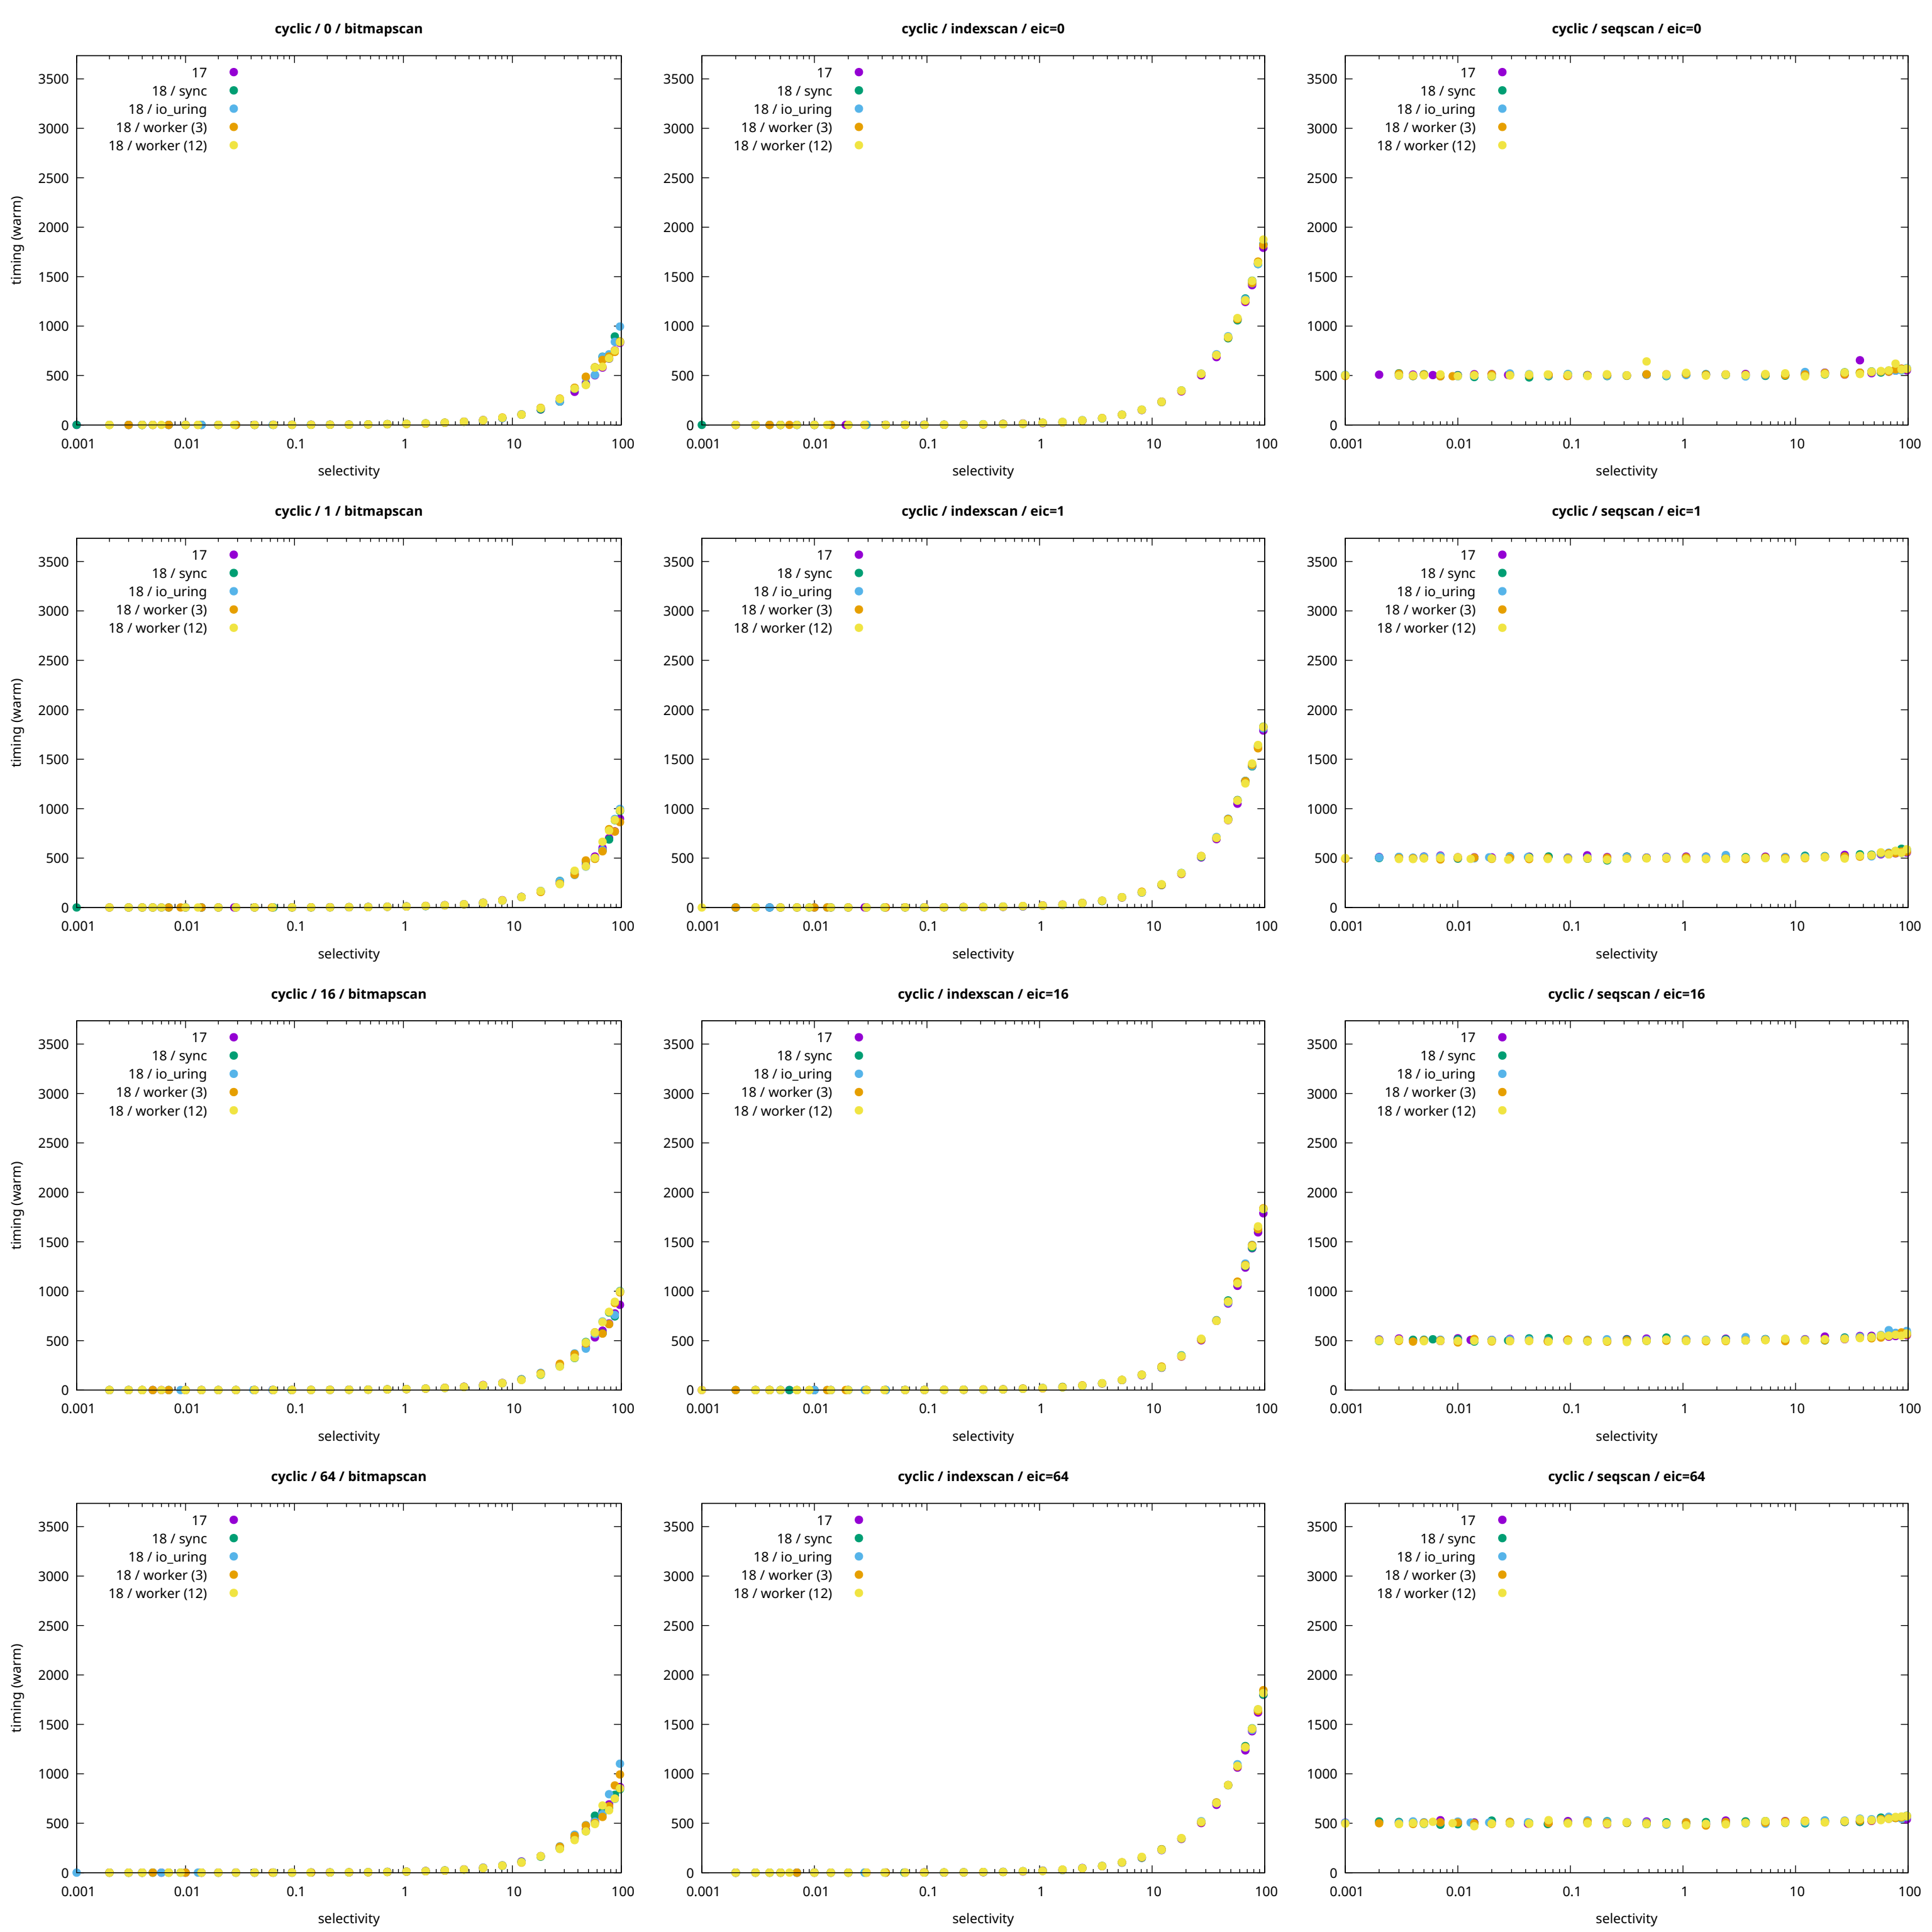 cyclic / 0 / bitmapscan
17
18 / sync
18 / io_uring
18 / worker (3)
18 / worker (12)
timing (warm)
3500
3000
2500
2000
1500
1000
500
0
0.001 0.01 0.1 1 10 100
selectivity
cyclic / indexscan / eic=0
17
18 / sync
18 / io_uring
18 / worker (3)
18 / worker (12)
3500
3000
2500
2000
1500
1000
500
0
0.001 0.01 0.1 1 10 100
selectivity
cyclic / seqscan / eic=0
17
18 / sync
18 / io_uring
18 / worker (3)
18 / worker (12)
3500
3000
2500
2000
1500
1000
500
0
0.001 0.01 0.1 1 10 100
selectivity
cyclic / 1 / bitmapscan
17
18 / sync
18 / io_uring
18 / worker (3)
18 / worker (12)
timing (warm)
3500
3000
2500
2000
1500
1000
500
0
0.001 0.01 0.1 1 10 100
selectivity
cyclic / indexscan / eic=1
17
18 / sync
18 / io_uring
18 / worker (3)
18 / worker (12)
3500
3000
2500
2000
1500
1000
500
0
0.001 0.01 0.1 1 10 100
selectivity
cyclic / seqscan / eic=1
17
18 / sync
18 / io_uring
18 / worker (3)
18 / worker (12)
3500
3000
2500
2000
1500
1000
500
0
0.001 0.01 0.1 1 10 100
selectivity
cyclic / 16 / bitmapscan
17
18 / sync
18 / io_uring
18 / worker (3)
18 / worker (12)
timing (warm)
3500
3000
2500
2000
1500
1000
500
0
0.001 0.01 0.1 1 10 100
selectivity
cyclic / indexscan / eic=16
17
18 / sync
18 / io_uring
18 / worker (3)
18 / worker (12)
3500
3000
2500
2000
1500
1000
500
0
0.001 0.01 0.1 1 10 100
selectivity
cyclic / seqscan / eic=16
17
18 / sync
18 / io_uring
18 / worker (3)
18 / worker (12)
3500
3000
2500
2000
1500
1000
500
0
0.001 0.01 0.1 1 10 100
selectivity
cyclic / 64 / bitmapscan
17
18 / sync
18 / io_uring
18 / worker (3)
18 / worker (12)
timing (warm)
3500
3000
2500
2000
1500
1000
500
0
0.001 0.01 0.1 1 10 100
selectivity
cyclic / indexscan / eic=64
17
18 / sync
18 / io_uring
18 / worker (3)
18 / worker (12)
3500
3000
2500
2000
1500
1000
500
0
0.001 0.01 0.1 1 10 100
selectivity
cyclic / seqscan / eic=64
17
18 / sync
18 / io_uring
18 / worker (3)
18 / worker (12)
3500
3000
2500
2000
1500
1000
500
0
0.001 0.01 0.1 1 10 100
selectivity